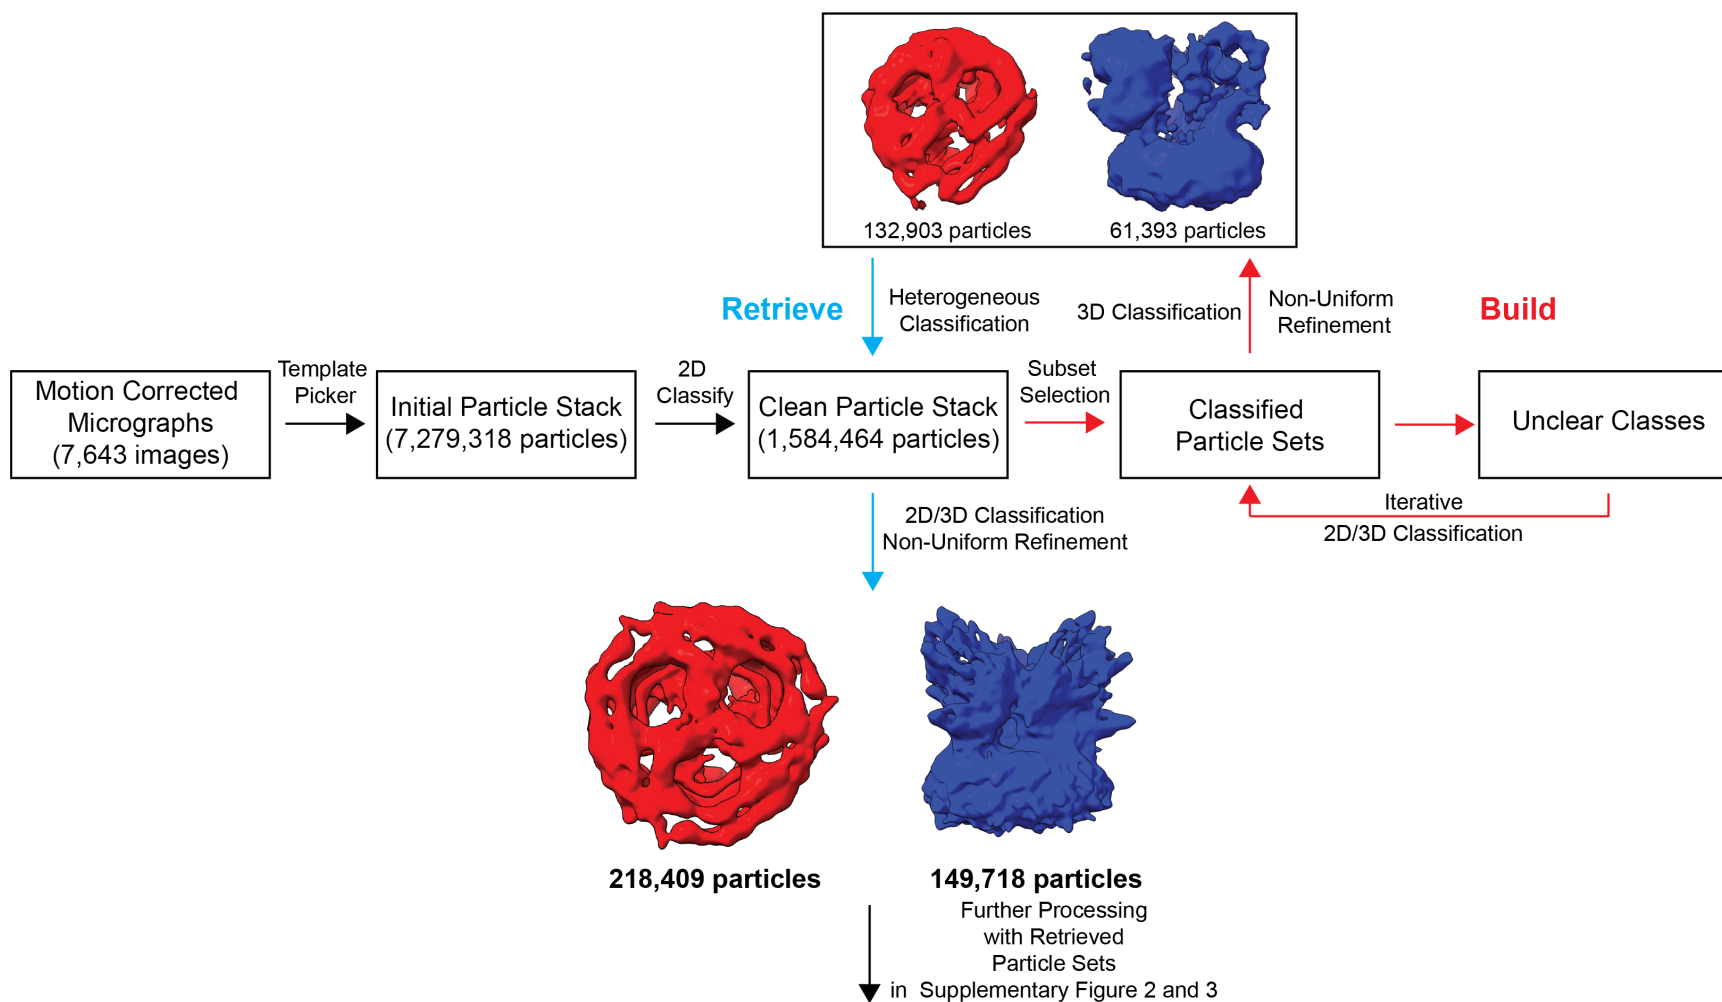 132,903 particles
61,393 particles
Retrieve
Heterogeneous
Classification
3D Classification
Non-Uniform
Refinement
Build
Motion Corrected
Micrographs
(7,643 images)
Template
Picker
Initial Particle Stack
(7,279,318 particles)
2D
Classify
Clean Particle Stack
(1,584,464 particles)
Subset
Selection
Classified
Particle Sets
Unclear Classes
Iterative
2D/3D Classification
2D/3D Classification
Non-Uniform Refinement
218,409 particles
149,718 particles
Further Processing
with Retrieved
Particle Sets
in Supplementary Figure 2 and 3